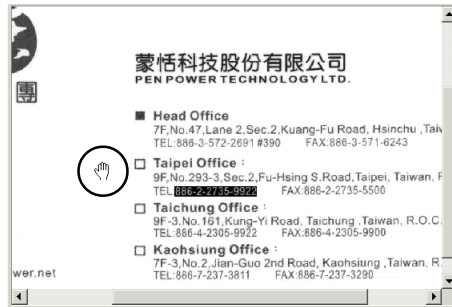 蒙恬科技股份有限公司
PENPOWER TECHNOLOGY LTD.
團
■ Head Office
7F,No.47,Lane 2,Sec.2,Kuang-Fu Road, Hsinchu ,Taiv
TEL:886-3-572-2691 #390 FAX:886-3-571-6243
□ Taipei Office :
9F,No.293-3,Sec.2,Fu-Hsing S.Road,Taipei, Taiwan, F
TEL:886-2-2735-9922 FAX:886-2-2735-5500
□ Taichung Office :
9F-3,No.161,Kung-Yi Road, Taichung ,Taiwan, R.O.C.
TEL:886-4-2305-9922 FAX:886-4-2305-9900
□ Kaohsiung Office :
7F-3,No.2,Jian-Guo 2nd Road, Kaohsiung ,Taiwan, R.
wer.net
TEL:886-7-237-3811 FAX:886-7-237-3290